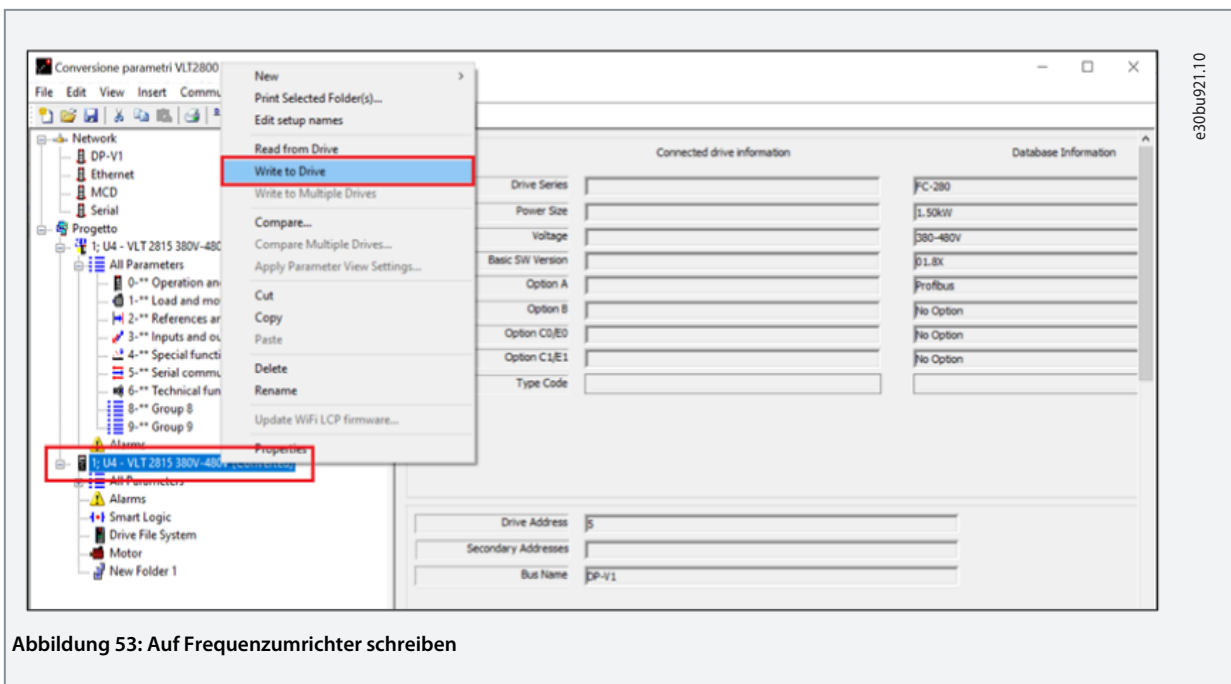 e30bu921.10
Conversione parametri VLT2800
File Edit View Insert Commu
Network
DP-V1
Ethernet
MCD
Serial
Progetto
1; U4 - VLT 2815 380V-480
All Parameters
0-** Operation an
1-** Load and mo
2-** References ar
3-** Inputs and ou
4-** Special functi
5-** Serial commu
6-** Technical fun
8-** Group 8
9-** Group 9
Alarms
1; U4 - VLT 2815 380V-480V (Converted)
All Parameters
Alarms
Smart Logic
Drive File System
Motor
New Folder 1
New
Print Selected Folder(s)...
Edit setup names
Read from Drive
Write to Drive
Write to Multiple Drives
Compare...
Compare Multiple Drives...
Apply Parameter View Settings...
Cut
Copy
Paste
Delete
Rename
Update WiFi LCP firmware...
Properties
Connected drive information Database Information
Drive Series FC-280
Power Size 1.50kW
Voltage 380-480V
Basic SW Version 01.8X
Option A Profibus
Option B No Option
Option C0/E0 No Option
Option C1/E1 No Option
Type Code
Drive Address 5
Secondary Addresses
Bus Name DP-V1
Abbildung 53: Auf Frequenzumrichter schreiben